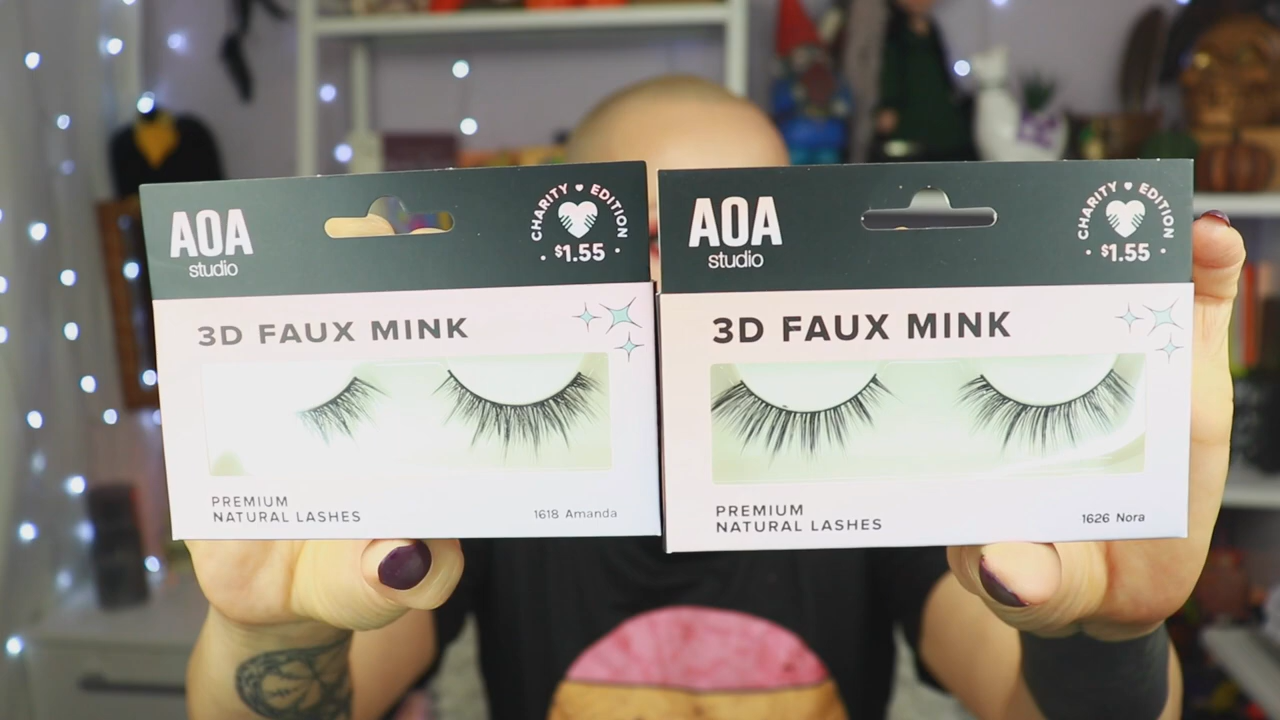 AOA
studio
CHARITY ♥ EDITION
• $1.55 •
3D FAUX MINK
PREMIUM
NATURAL LASHES
1618 Amanda
AOA
studio
CHARITY ♥ EDITION
• $1.55 •
3D FAUX MINK
PREMIUM
NATURAL LASHES
1626 Nora